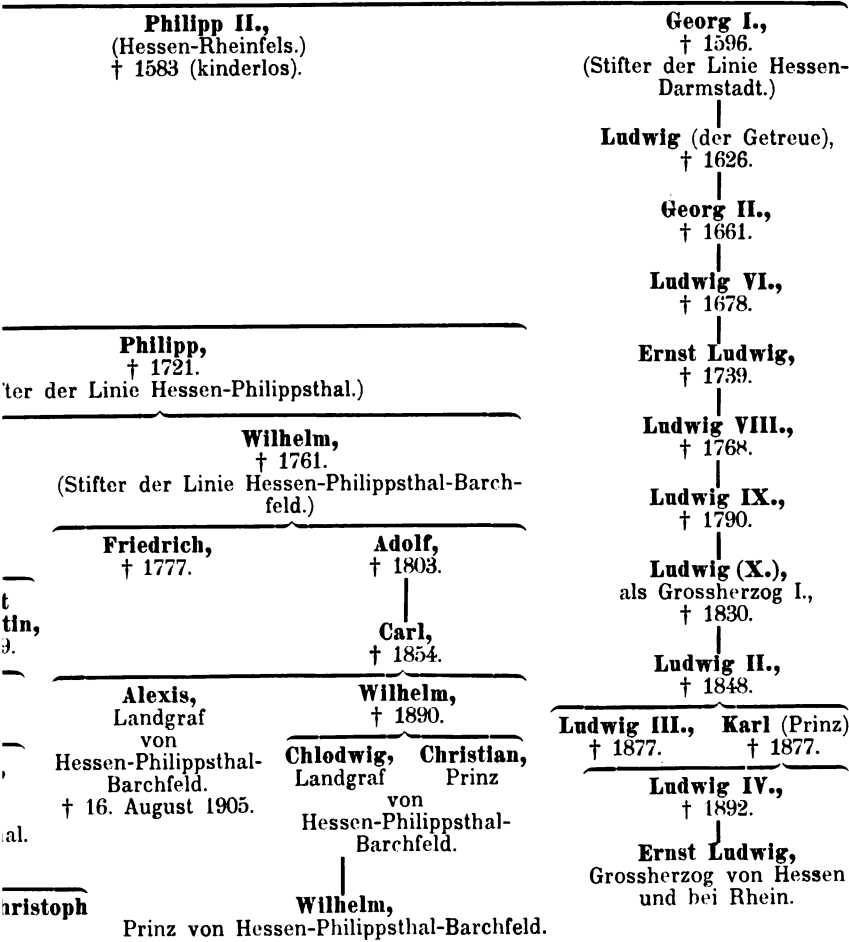 Philipp II.,
(Hessen-Rheinfels.)
† 1583 (kinderlos).
Georg I.,
† 1596.
(Stifter der Linie Hessen-
Darmstadt.)
Ludwig (der Getreue),
† 1626.
Georg II.,
† 1661.
Ludwig VI.,
† 1678.
Ernst Ludwig,
† 1739.
Ludwig VIII.,
† 1768.
Ludwig IX.,
† 1790.
Ludwig (X.),
als Grossherzog I.,
† 1830.
Ludwig II.,
† 1848.
Ludwig III.,
† 1877.
Karl (Prinz)
† 1877.
Ludwig IV.,
† 1892.
Ernst Ludwig,
Grossherzog von Hessen
und bei Rhein.
Philipp,
† 1721.
der Linie Hessen-Philippsthal.)
Wilhelm,
† 1761.
(Stifter der Linie Hessen-Philippsthal-Barch-
feld.)
Friedrich,
† 1777.
Adolf,
† 1803.
Carl,
† 1854.
Alexis,
Landgraf
von
Hessen-Philippsthal-
Barchfeld.
† 16. August 1905.
Wilhelm,
† 1890.
Chlodwig,
Landgraf
Christian,
Prinz
von
Hessen-Philippsthal-
Barchfeld.
Wilhelm,
Prinz von Hessen-Philippsthal-Barchfeld.